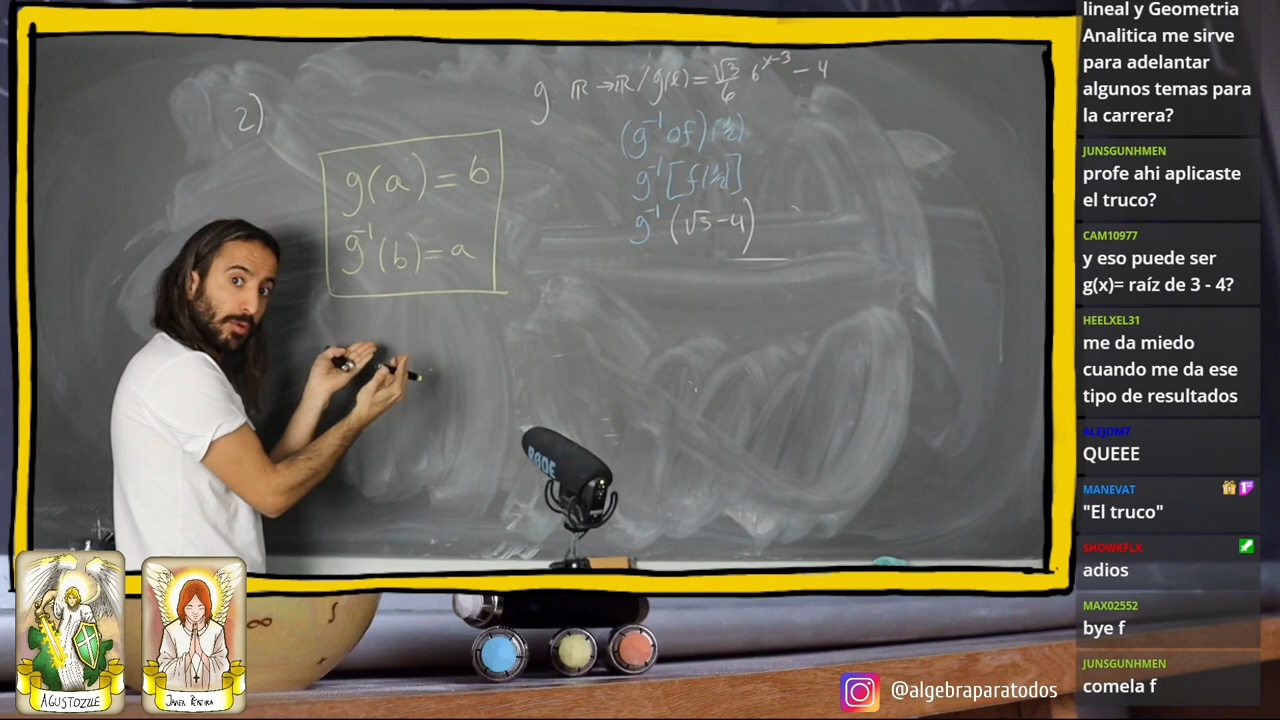 2)
g: ℝ→ℝ/g(x)=√3/6 6^(x-3) - 4
g(a)=b
g⁻¹(b)=a
(g⁻¹of)(½)
g⁻¹[f(½)]
g⁻¹(√3-4)
RODE
AGUSTOZZLE
JAVIER PEREIRA
@algebraparatodos
lineal y Geometria
Analitica me sirve
para adelantar
algunos temas para
la carrera?
JUNSGUNHMEN
profe ahi aplicaste
el truco?
CAM10977
y eso puede ser
g(x)= raíz de 3 - 4?
HEELXEL31
me da miedo
cuando me da ese
tipo de resultados
ALEJOM7
QUEEE
MANEVAT
"El truco"
SHOWKFLX
adios
MAX02552
bye f
JUNSGUNHMEN
comela f